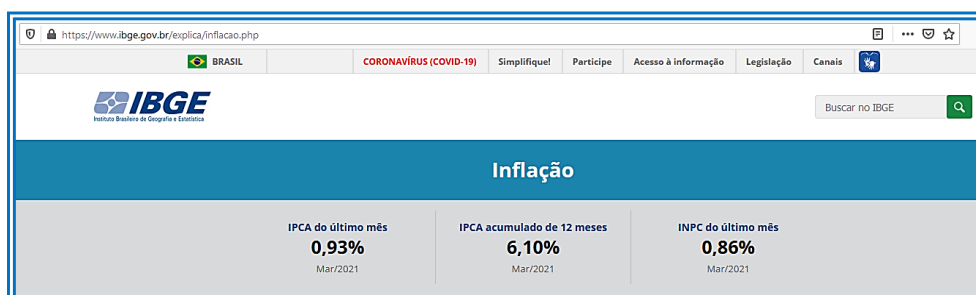 https://www.ibge.gov.br/explica/inflacao.php
BRASIL CORONAVÍRUS (COVID-19) Simplifique! Participe Acesso à informação Legislação Canais
IBGE
Instituto Brasileiro de Geografia e Estatística
Buscar no IBGE
Inflação
IPCA do último mês IPCA acumulado de 12 meses INPC do último mês
0,93% 6,10% 0,86%
Mar/2021 Mar/2021 Mar/2021